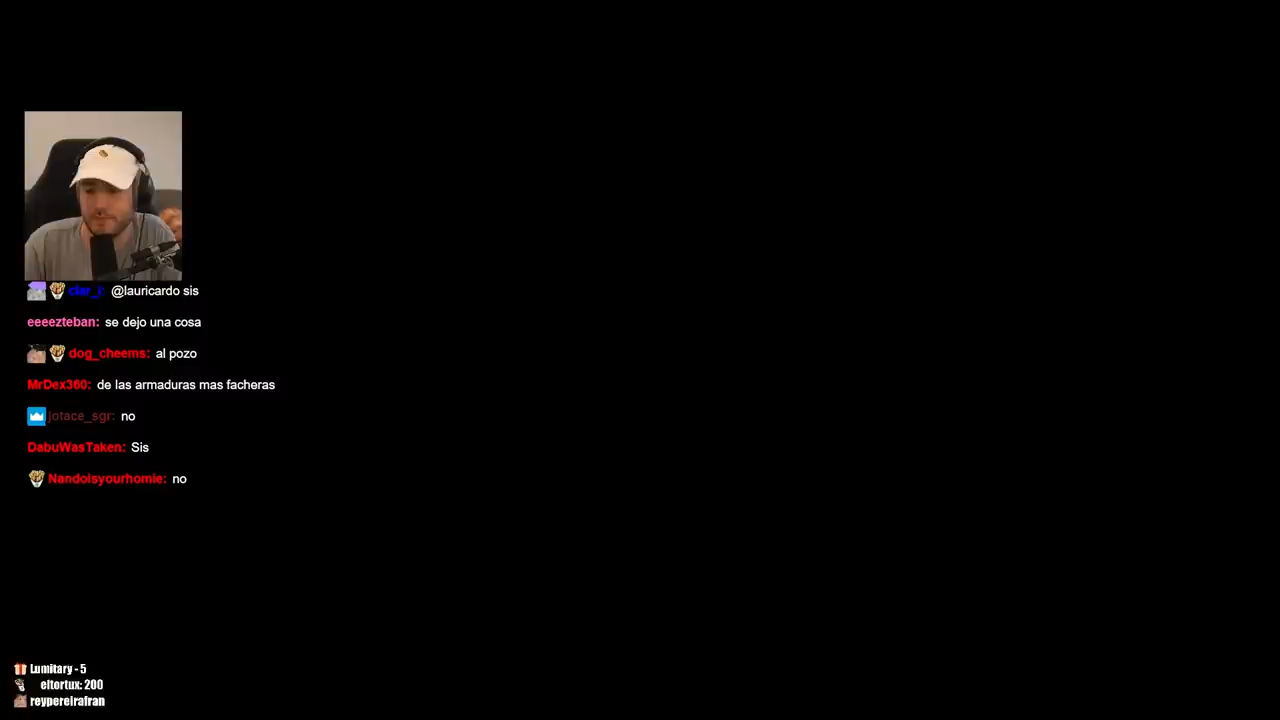 clar_i: @lauricardo sis
eeeezteban: se dejo una cosa
dog_cheems: al pozo
MrDex360: de las armaduras mas facheras
jotace_sgr: no
DabuWasTaken: Sis
NandoIsyourhomie: no
Lumitary - 5
eltortux: 200
reypereirafran